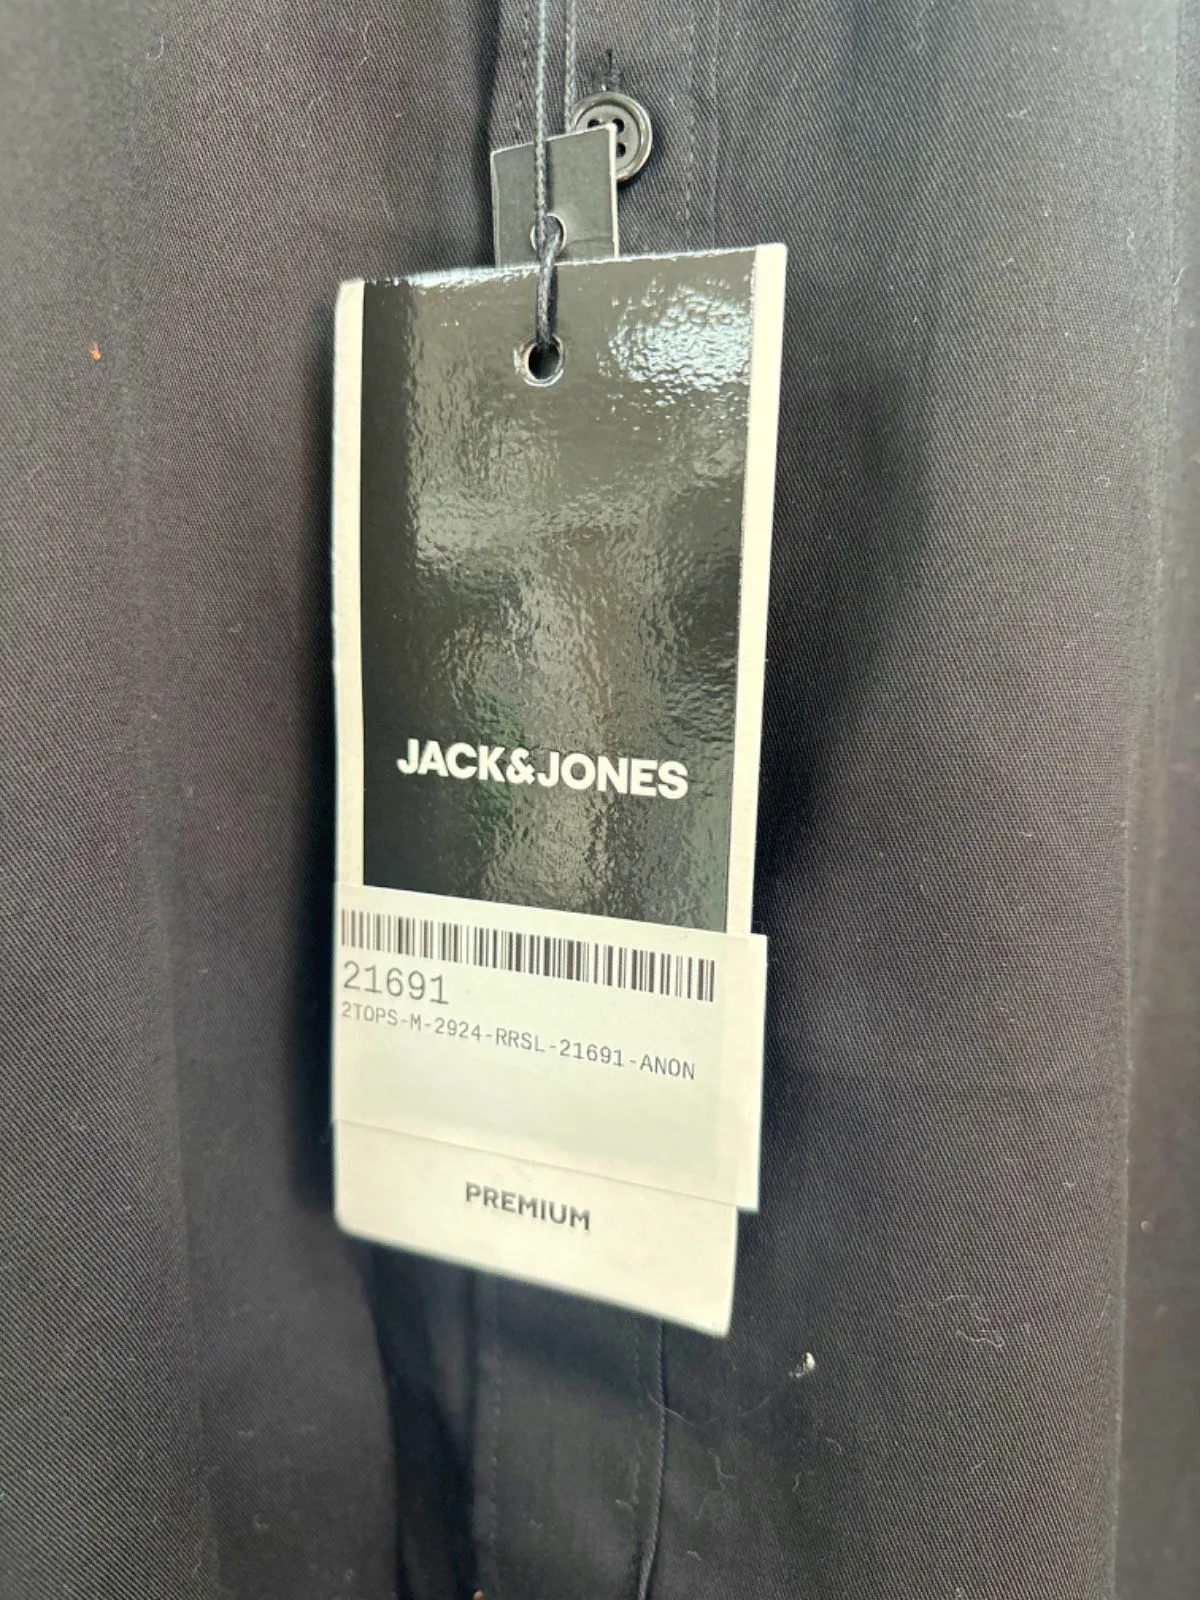 JACK&JONES
21691
2TOPS-M-2924-RRSL-21691-ANON
PREMIUM